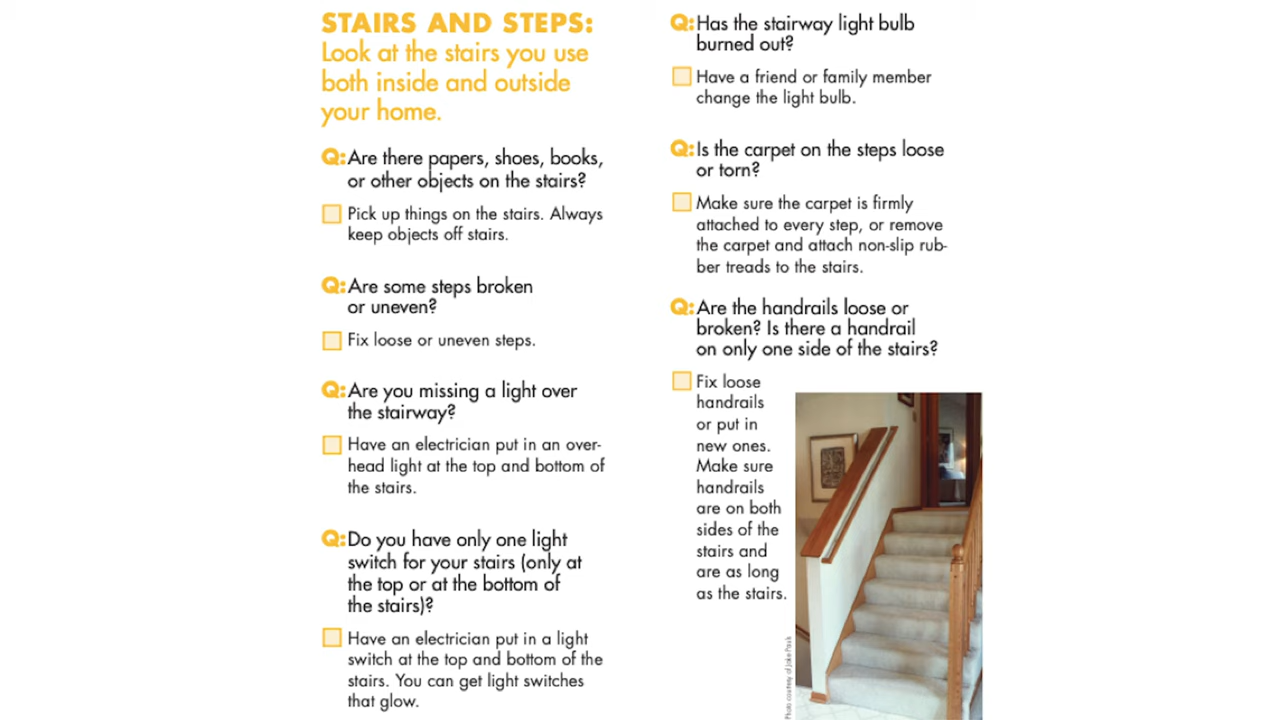 STAIRS AND STEPS:
Look at the stairs you use
both inside and outside
your home.
Q: Are there papers, shoes, books,
or other objects on the stairs?
Pick up things on the stairs. Always
keep objects off stairs.
Q: Are some steps broken
or uneven?
Fix loose or uneven steps.
Q: Are you missing a light over
the stairway?
Have an electrician put in an over-
head light at the top and bottom of
the stairs.
Q: Do you have only one light
switch for your stairs (only at
the top or at the bottom of
the stairs)?
Have an electrician put in a light
switch at the top and bottom of the
stairs. You can get light switches
that glow.
Q: Has the stairway light bulb
burned out?
Have a friend or family member
change the light bulb.
Q: Is the carpet on the steps loose
or torn?
Make sure the carpet is firmly
attached to every step, or remove
the carpet and attach non-slip rub-
ber treads to the stairs.
Q: Are the handrails loose or
broken? Is there a handrail
on only one side of the stairs?
Fix loose
handrails
or put in
new ones.
Make sure
handrails
are on both
sides of the
stairs and
are as long
as the stairs.
Photo courtesy of Jake Pauls